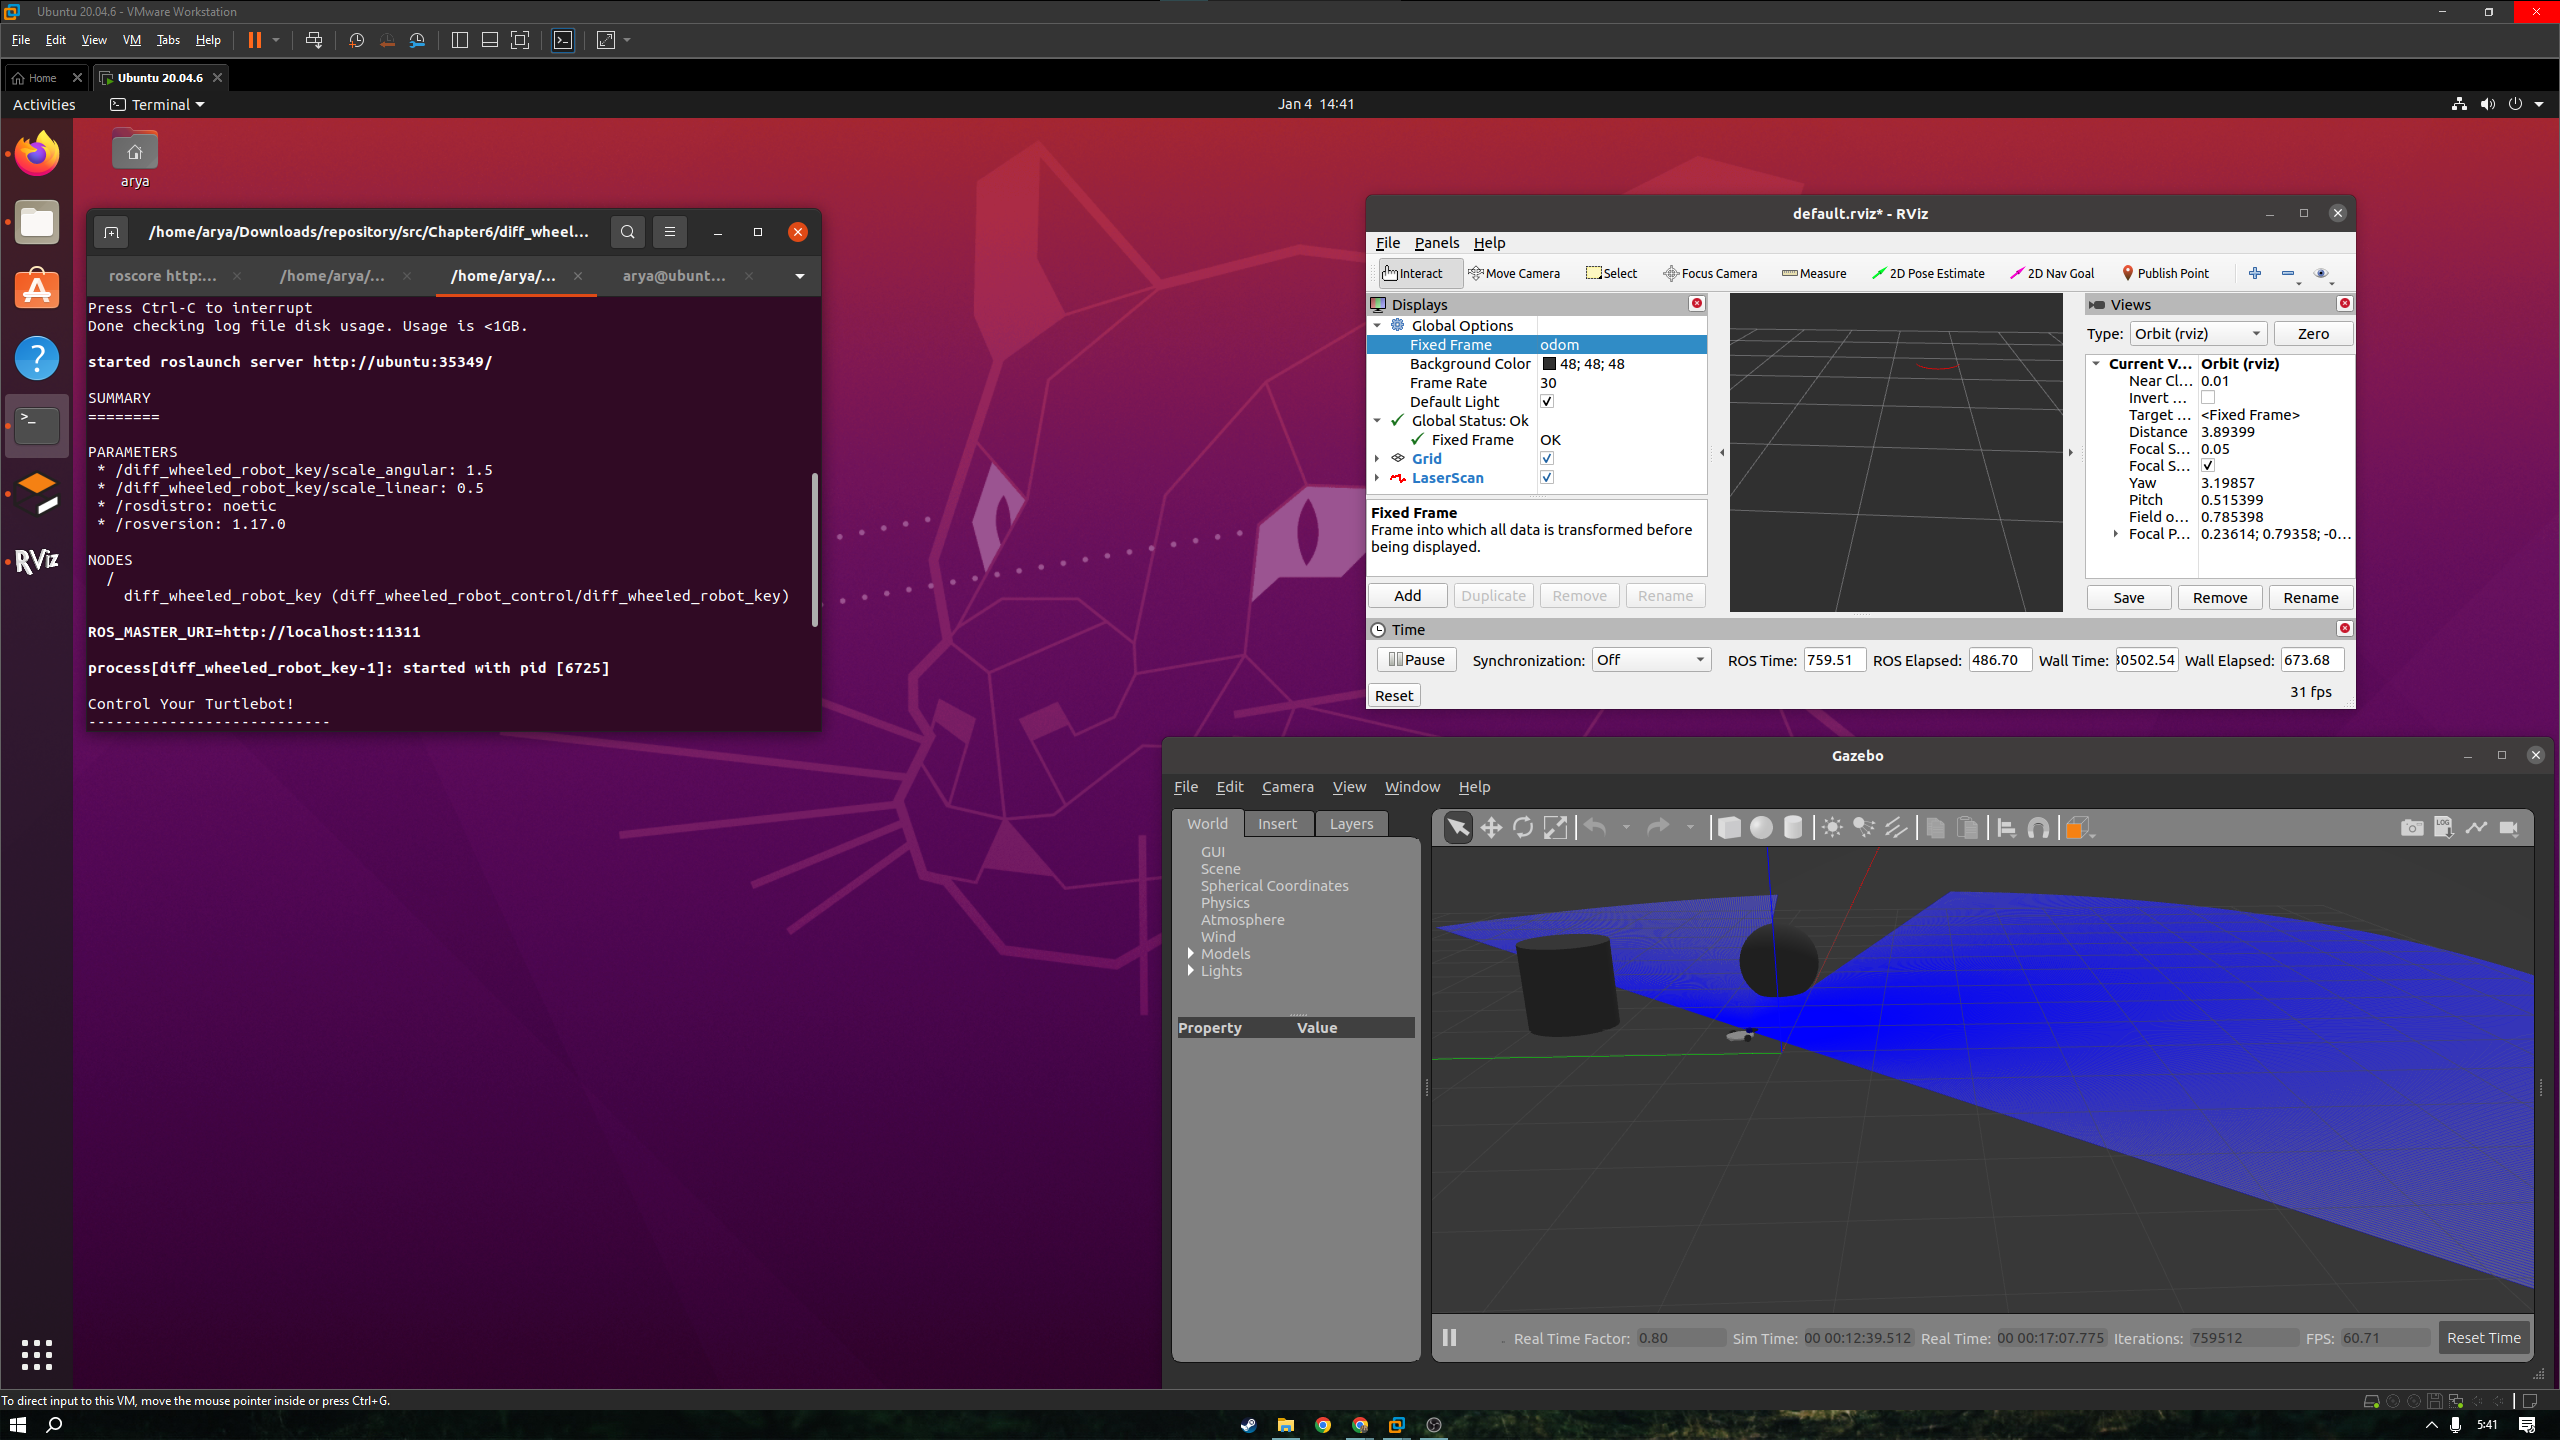 Ubuntu 20.04.6 - VMware Workstation
File Edit View VM Tabs Help
Home
Ubuntu 20.04.6
Activities
Terminal
Jan 4 14:41
arya
/home/arya/Downloads/repository/src/Chapter6/diff_wheel...
roscore http:...
/home/arya/...
/home/arya/...
arya@ubunt...
Press Ctrl-C to interrupt
Done checking log file disk usage. Usage is <1GB.
started roslaunch server http://ubuntu:35349/
SUMMARY
========
PARAMETERS
* /diff_wheeled_robot_key/scale_angular: 1.5
* /diff_wheeled_robot_key/scale_linear: 0.5
* /rosdistro: noetic
* /rosversion: 1.17.0
NODES
/
diff_wheeled_robot_key (diff_wheeled_robot_control/diff_wheeled_robot_key)
ROS_MASTER_URI=http://localhost:11311
process[diff_wheeled_robot_key-1]: started with pid [6725]
Control Your Turtlebot!
---------------------------
RViz
default.rviz* - RViz
File Panels Help
Interact Move Camera Select Focus Camera Measure 2D Pose Estimate 2D Nav Goal Publish Point
Displays
Global Options
Fixed Frame odom
Background Color 48; 48; 48
Frame Rate 30
Default Light
Global Status: Ok
Fixed Frame OK
Grid
LaserScan
Fixed Frame
Frame into which all data is transformed before
being displayed.
Add Duplicate Remove Rename
Views
Type: Orbit (rviz) Zero
Current V... Orbit (rviz)
Near Cl... 0.01
Invert ...
Target ... <Fixed Frame>
Distance 3.89399
Focal S... 0.05
Focal S...
Yaw 3.19857
Pitch 0.515399
Field o... 0.785398
Focal P... 0.23614; 0.79358; -0...
Save Remove Rename
Time
Pause Synchronization: Off ROS Time: 759.51 ROS Elapsed: 486.70 Wall Time: 30502.54 Wall Elapsed: 673.68
Reset
31 fps
Gazebo
File Edit Camera View Window Help
World Insert Layers
GUI
Scene
Spherical Coordinates
Physics
Atmosphere
Wind
Models
Lights
Property Value
LOG
Real Time Factor: 0.80 Sim Time: 00 00:12:39.512 Real Time: 00 00:17:07.775 Iterations: 759512 FPS: 60.71 Reset Time
To direct input to this VM, move the mouse pointer inside or press Ctrl+G.
5:41